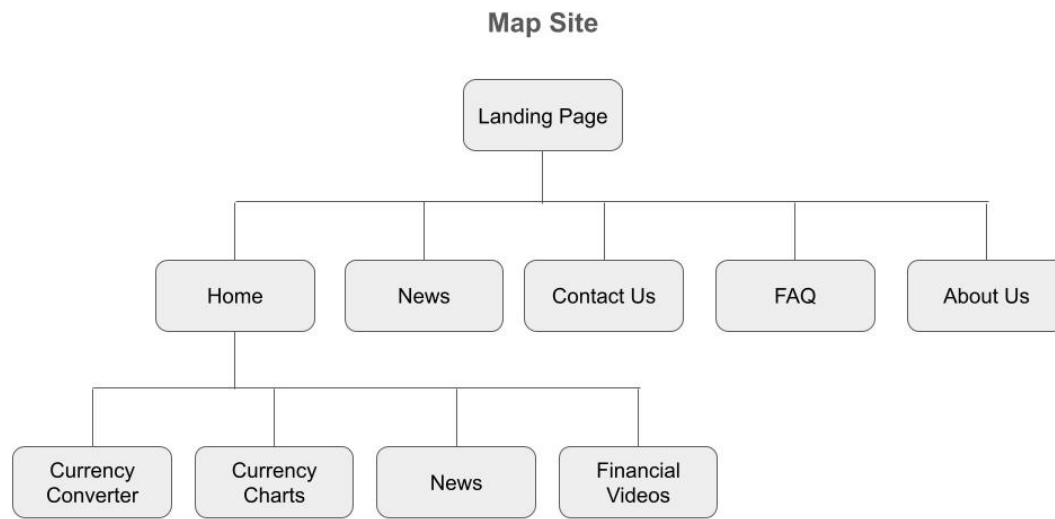 Map Site
Landing Page
Home
News
Contact Us
FAQ
About Us
Currency
Converter
Currency
Charts
News
Financial
Videos